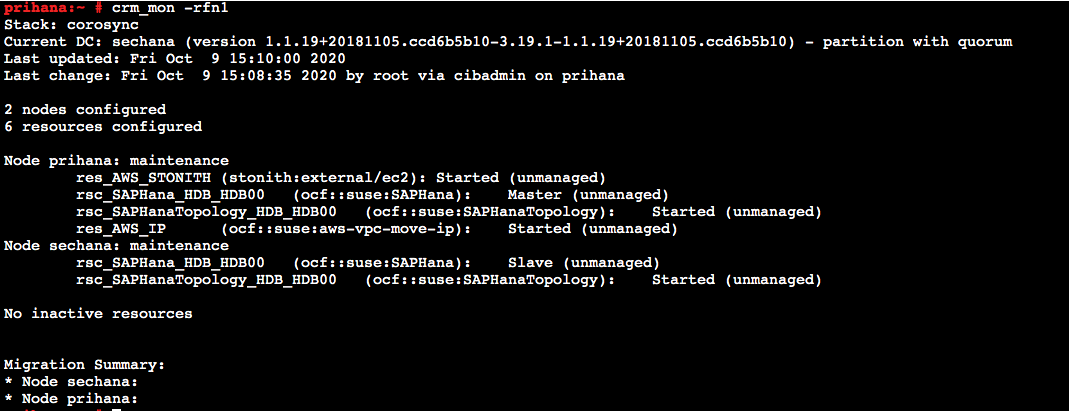 prihana:~ # crm_mon -rfn1
Stack: corosync
Current DC: sechana (version 1.1.19+20181105.ccd6b5b10-3.19.1-1.1.19+20181105.ccd6b5b10) - partition with quorum
Last updated: Fri Oct  9 15:10:00 2020
Last change: Fri Oct  9 15:08:35 2020 by root via cibadmin on prihana

2 nodes configured
6 resources configured

Node prihana: maintenance
        res_AWS_STONITH (stonith:external/ec2): Started (unmanaged)
        rsc_SAPHana_HDB_HDB00   (ocf::suse:SAPHana):    Master (unmanaged)
        rsc_SAPHanaTopology_HDB_HDB00   (ocf::suse:SAPHanaTopology):    Started (unmanaged)
        res_AWS_IP      (ocf::suse:aws-vpc-move-ip):    Started (unmanaged)
Node sechana: maintenance
        rsc_SAPHana_HDB_HDB00   (ocf::suse:SAPHana):    Slave (unmanaged)
        rsc_SAPHanaTopology_HDB_HDB00   (ocf::suse:SAPHanaTopology):    Started (unmanaged)

No inactive resources

Migration Summary:
* Node sechana:
* Node prihana: